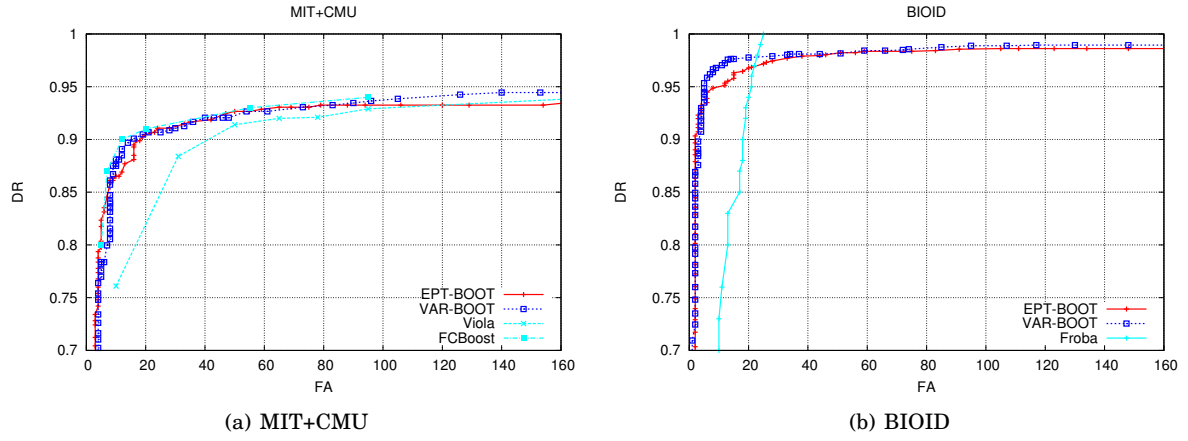 MIT+CMU
1
0.95
0.9
0.85
0.8
0.75
0.7
DR
0 20 40 60 80 100 120 140 160
FA
EPT-BOOT
VAR-BOOT
Viola
FCBoost
(a) MIT+CMU
BIOID
1
0.95
0.9
0.85
0.8
0.75
0.7
DR
0 20 40 60 80 100 120 140 160
FA
EPT-BOOT
VAR-BOOT
Froba
(b) BIOID